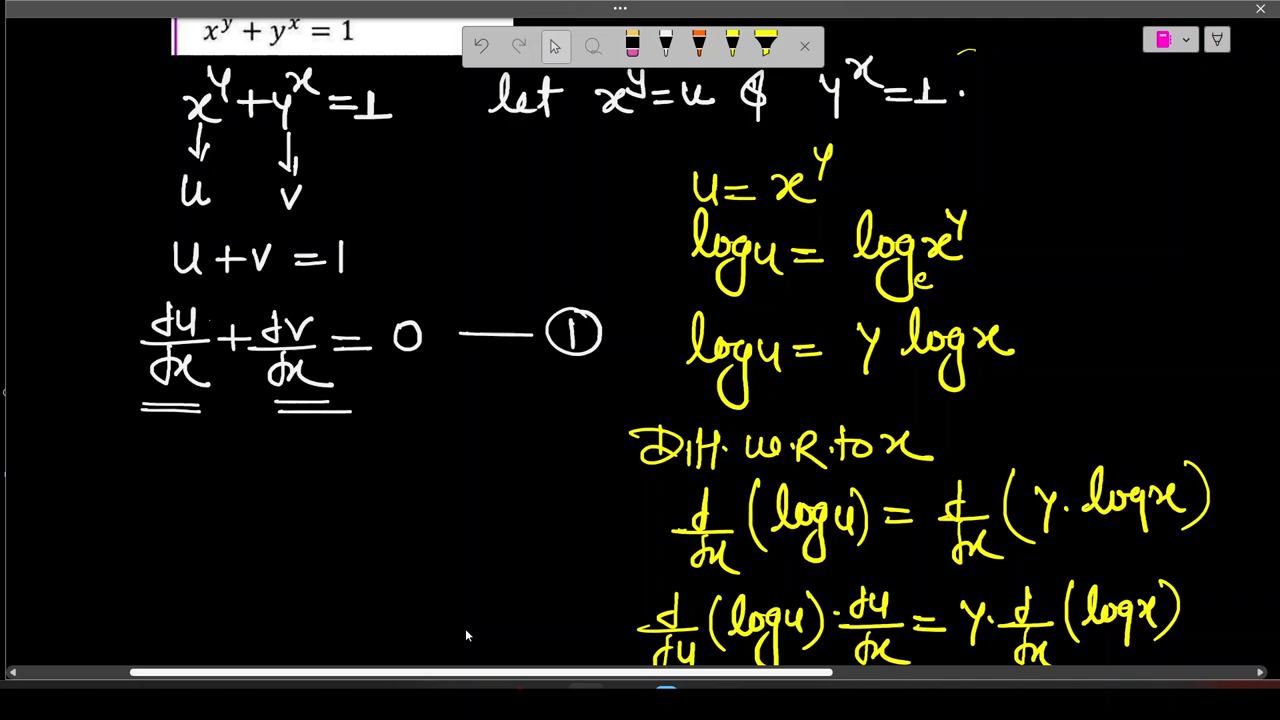 x^y + y^x = 1
x^y + y^x = 1
↓ ↓
u v
u + v = 1
du/dx + dv/dx = 0 —— ①
let x^y = u & y^x = 1.
u = x^y
log u = log_e x^y
log u = y log x
Diff. w.R.to x
d/dx (log u) = d/dx (y. log x)
d/du (log u) · du/dx = y. d/dx (log x)